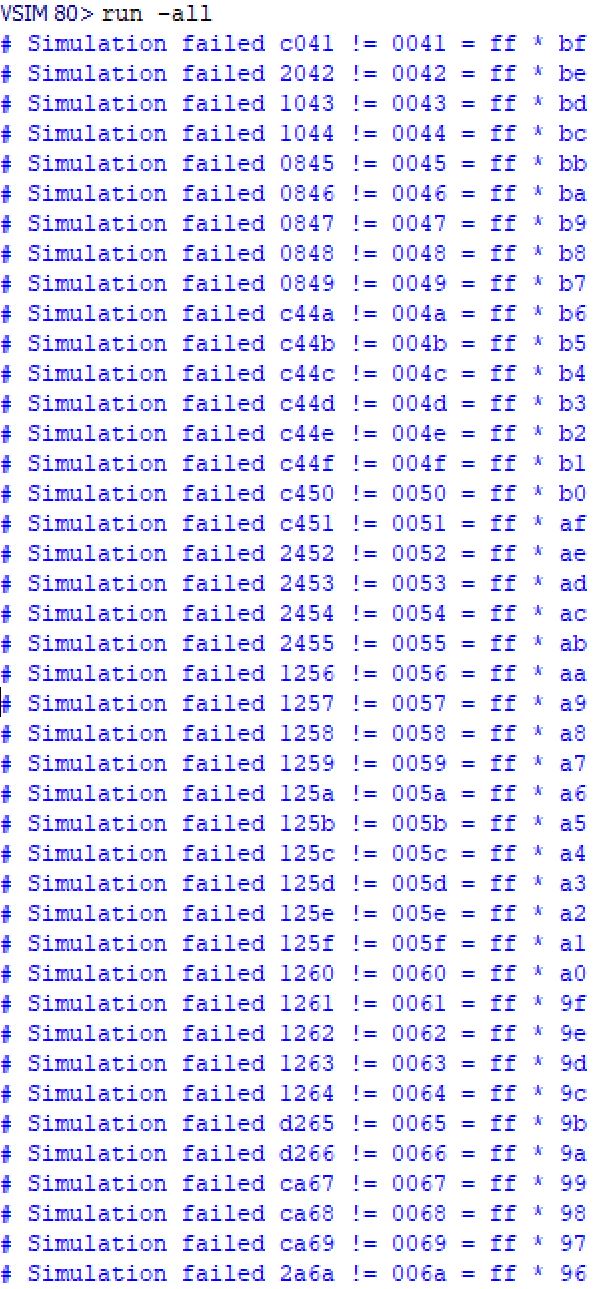 VSIM 80> run -all
# Simulation failed c041 != 0041 = ff * bf
# Simulation failed 2042 != 0042 = ff * be
# Simulation failed 1043 != 0043 = ff * bd
# Simulation failed 1044 != 0044 = ff * bc
# Simulation failed 0845 != 0045 = ff * bb
# Simulation failed 0846 != 0046 = ff * ba
# Simulation failed 0847 != 0047 = ff * b9
# Simulation failed 0848 != 0048 = ff * b8
# Simulation failed 0849 != 0049 = ff * b7
# Simulation failed c44a != 004a = ff * b6
# Simulation failed c44b != 004b = ff * b5
# Simulation failed c44c != 004c = ff * b4
# Simulation failed c44d != 004d = ff * b3
# Simulation failed c44e != 004e = ff * b2
# Simulation failed c44f != 004f = ff * b1
# Simulation failed c450 != 0050 = ff * b0
# Simulation failed c451 != 0051 = ff * af
# Simulation failed 2452 != 0052 = ff * ae
# Simulation failed 2453 != 0053 = ff * ad
# Simulation failed 2454 != 0054 = ff * ac
# Simulation failed 2455 != 0055 = ff * ab
# Simulation failed 1256 != 0056 = ff * aa
# Simulation failed 1257 != 0057 = ff * a9
# Simulation failed 1258 != 0058 = ff * a8
# Simulation failed 1259 != 0059 = ff * a7
# Simulation failed 125a != 005a = ff * a6
# Simulation failed 125b != 005b = ff * a5
# Simulation failed 125c != 005c = ff * a4
# Simulation failed 125d != 005d = ff * a3
# Simulation failed 125e != 005e = ff * a2
# Simulation failed 125f != 005f = ff * a1
# Simulation failed 1260 != 0060 = ff * a0
# Simulation failed 1261 != 0061 = ff * 9f
# Simulation failed 1262 != 0062 = ff * 9e
# Simulation failed 1263 != 0063 = ff * 9d
# Simulation failed 1264 != 0064 = ff * 9c
# Simulation failed d265 != 0065 = ff * 9b
# Simulation failed d266 != 0066 = ff * 9a
# Simulation failed ca67 != 0067 = ff * 99
# Simulation failed ca68 != 0068 = ff * 98
# Simulation failed ca69 != 0069 = ff * 97
# Simulation failed 2a6a != 006a = ff * 96